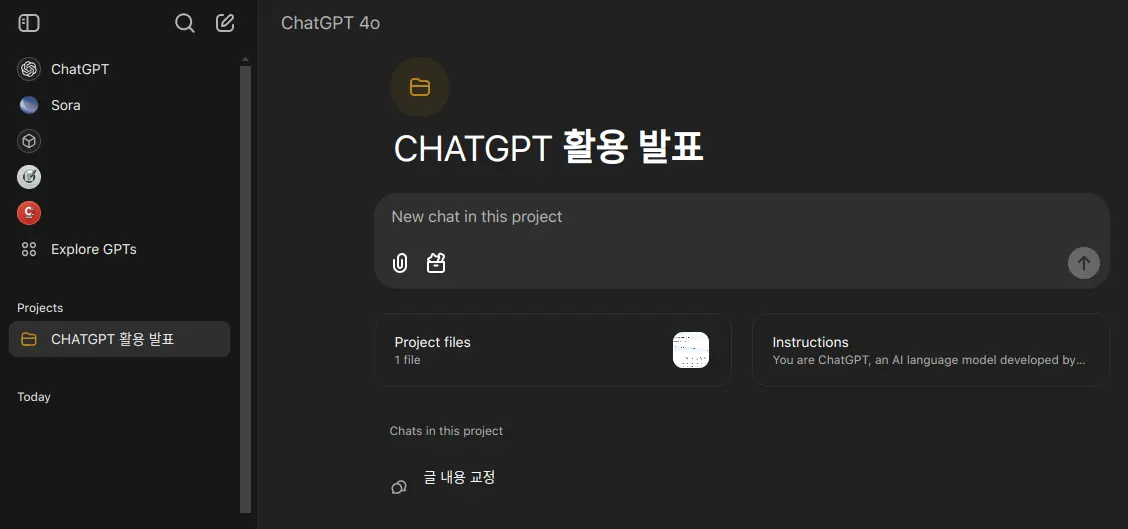 ChatGPT
Sora
Explore GPTs
Projects
CHATGPT 활용 발표
Today
ChatGPT 4o
CHATGPT 활용 발표
New chat in this project
Project files
1 file
Instructions
You are ChatGPT, an AI language model developed by...
Chats in this project
글 내용 교정